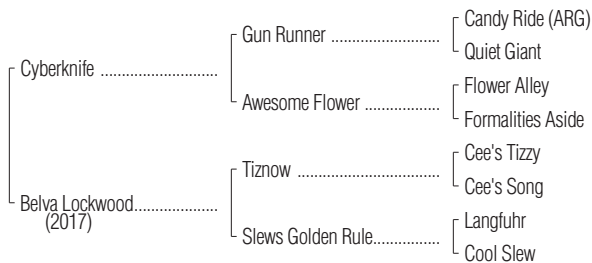 Candy Ride (ARG)
Gun Runner ............................
Quiet Giant
Cyberknife ..............................
Flower Alley
Awesome Flower ...................
Formalities Aside
Cee's Tizzy
Tiznow .....................................
Cee's Song
Belva Lockwood.....................
(2017)
Langfuhr
Slews Golden Rule.................
Cool Slew